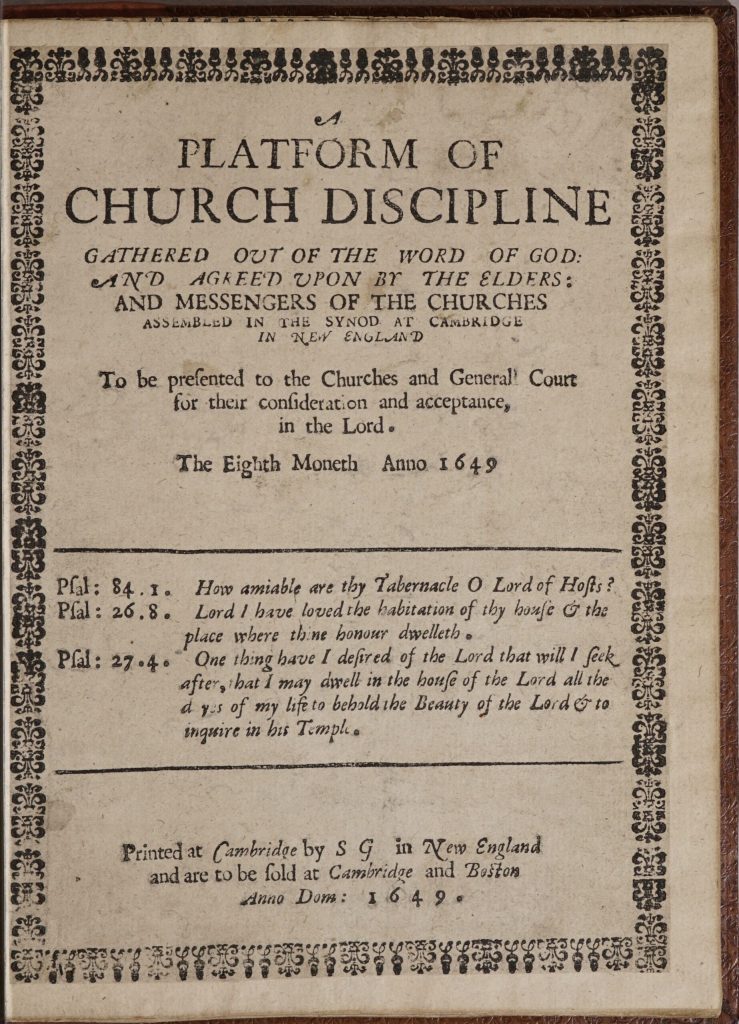 A
PLATFORM OF
CHURCH DISCIPLINE
GATHERED OUT OF THE WORD OF GOD:
AND AGREED UPON BY THE ELDERS:
AND MESSENGERS OF THE CHURCHES
ASSEMBLED IN THE SYNOD AT CAMBRIDGE
IN NEW ENGLAND
To be preſented to the Churches and Generall Court
for their conſideration and acceptance,
in the Lord.
The Eighth Moneth Anno 1649
Pſal: 84.1. How amiable are thy Tabernacle O Lord of Hoſts?
Pſal: 26.8. Lord I have loved the habitation of thy houſe & the
place where thine honour dwelleth.
Pſal: 27.4. One thing have I deſired of the Lord that will I ſeek
after, that I may dwell in the houſe of the Lord all the
dayes of my life to behold the Beauty of the Lord & to
inquire in his Temple.
Printed at Cambridge by S G in New England
and are to be ſold at Cambridge and Boſton
Anno Dom: 1649.